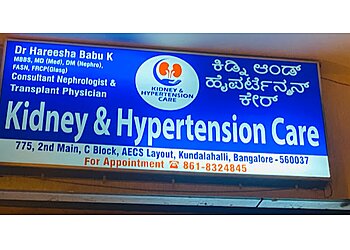 Dr Hareesha Babu K
MBBS, MD (Med), DM (Nephro),
FASN, FRCP(Glasg)
Consultant Nephrologist &
Transplant Physician
KIDNEY &
HYPERTENSION
CARE
ಕಿಡ್ನಿ ಅಂಡ್
ಹೈಪರ್ಟೆನ್ಶನ್
ಕೇರ್
Kidney & Hypertension Care
775, 2nd Main, C Block, AECS Layout, Kundalahalli, Bangalore - 560037
For Appointment ☎ 861-8324845